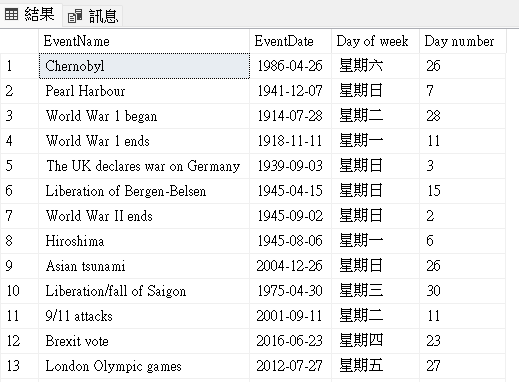 結果 訊息
EventName EventDate Day of week Day number
1 Chernobyl 1986-04-26 星期六 26
2 Pearl Harbour 1941-12-07 星期日 7
3 World War 1 began 1914-07-28 星期二 28
4 World War 1 ends 1918-11-11 星期一 11
5 The UK declares war on Germany 1939-09-03 星期日 3
6 Liberation of Bergen-Belsen 1945-04-15 星期日 15
7 World War II ends 1945-09-02 星期日 2
8 Hiroshima 1945-08-06 星期一 6
9 Asian tsunami 2004-12-26 星期日 26
10 Liberation/fall of Saigon 1975-04-30 星期三 30
11 9/11 attacks 2001-09-11 星期二 11
12 Brexit vote 2016-06-23 星期四 23
13 London Olympic games 2012-07-27 星期五 27